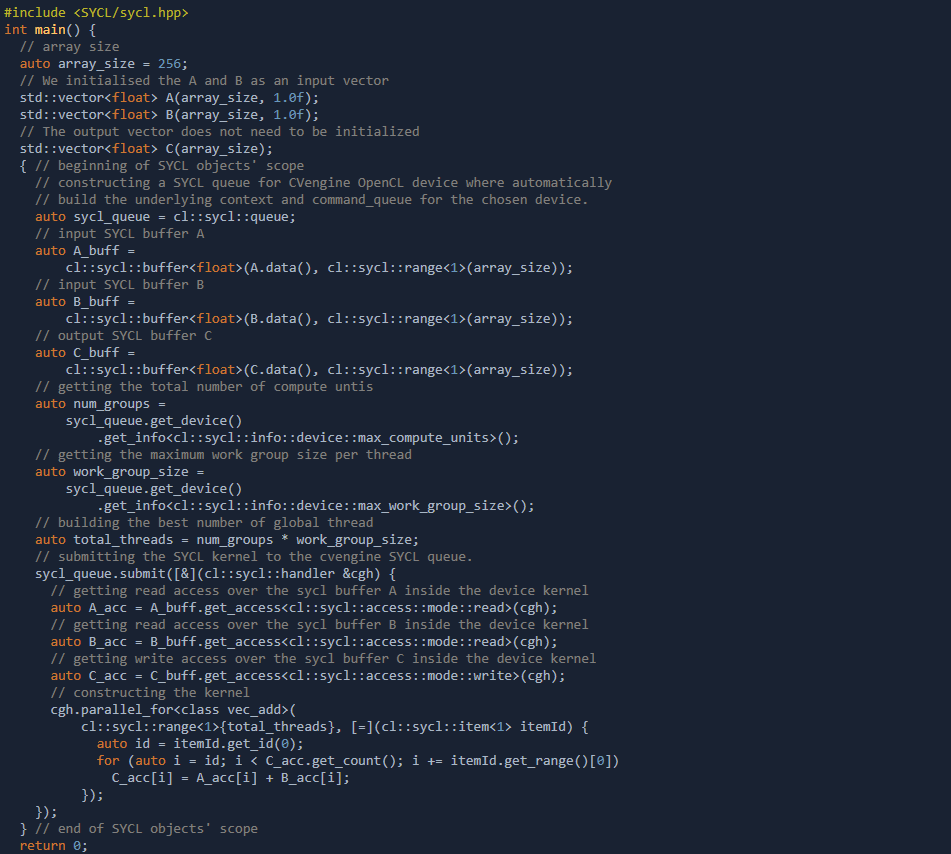 #include <SYCL/sycl.hpp>
int main() {
  // array size
  auto array_size = 256;
  // We initialised the A and B as an input vector
  std::vector<float> A(array_size, 1.0f);
  std::vector<float> B(array_size, 1.0f);
  // The output vector does not need to be initialized
  std::vector<float> C(array_size);
  { // beginning of SYCL objects' scope
    // constructing a SYCL queue for CVengine OpenCL device where automatically
    // build the underlying context and command_queue for the chosen device.
    auto sycl_queue = cl::sycl::queue;
    // input SYCL buffer A
    auto A_buff =
        cl::sycl::buffer<float>(A.data(), cl::sycl::range<1>(array_size));
    // input SYCL buffer B
    auto B_buff =
        cl::sycl::buffer<float>(B.data(), cl::sycl::range<1>(array_size));
    // output SYCL buffer C
    auto C_buff =
        cl::sycl::buffer<float>(C.data(), cl::sycl::range<1>(array_size));
    // getting the total number of compute untis
    auto num_groups =
        sycl_queue.get_device()
            .get_info<cl::sycl::info::device::max_compute_units>();
    // getting the maximum work group size per thread
    auto work_group_size =
        sycl_queue.get_device()
            .get_info<cl::sycl::info::device::max_work_group_size>();
    // building the best number of global thread
    auto total_threads = num_groups * work_group_size;
    // submitting the SYCL kernel to the cvengine SYCL queue.
    sycl_queue.submit([&](cl::sycl::handler &cgh) {
      // getting read access over the sycl buffer A inside the device kernel
      auto A_acc = A_buff.get_access<cl::sycl::access::mode::read>(cgh);
      // getting read access over the sycl buffer B inside the device kernel
      auto B_acc = B_buff.get_access<cl::sycl::access::mode::read>(cgh);
      // getting write access over the sycl buffer C inside the device kernel
      auto C_acc = C_buff.get_access<cl::sycl::access::mode::write>(cgh);
      // constructing the kernel
      cgh.parallel_for<class vec_add>(
          cl::sycl::range<1>{total_threads}, [=](cl::sycl::item<1> itemId) {
            auto id = itemId.get_id(0);
            for (auto i = id; i < C_acc.get_count(); i += itemId.get_range()[0])
              C_acc[i] = A_acc[i] + B_acc[i];
          });
    });
  } // end of SYCL objects' scope
  return 0;